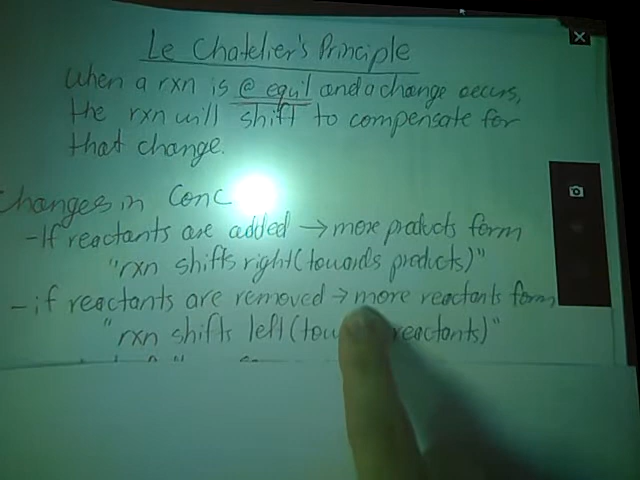 Le Chatelier's Principle
When a rxn is @ equil and a change occurs,
the rxn will shift to compensate for
that change.
Changes in Conc
-If reactants are added → more products form
"rxn shifts right (towards products)"
-if reactants are removed → more reactants form
"rxn shifts left (tow reactants)"